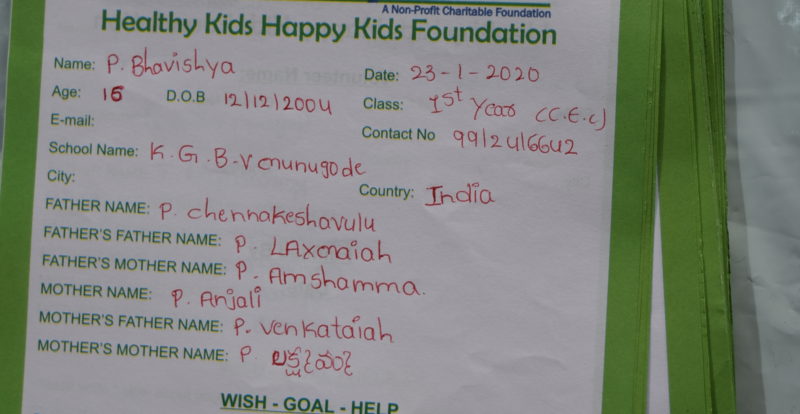 A Non-Profit Charitable Foundation
Healthy Kids Happy Kids Foundation
Name: P. Bhavishya Date: 23-1-2020
Age: 16 D.O.B 12/12/2004 Class: 1st Year (C.E.C)
E-mail: Contact No 9912416642
School Name: K.G.B.V Munugode
City: Country: India
FATHER NAME: P. chennakeshavulu
FATHER'S FATHER NAME: P. LAxmaiah
FATHER'S MOTHER NAME: P. Amshamma.
MOTHER NAME: P. Anjali
MOTHER'S FATHER NAME: P. venkataiah
MOTHER'S MOTHER NAME: P.
WISH - GOAL - HELP